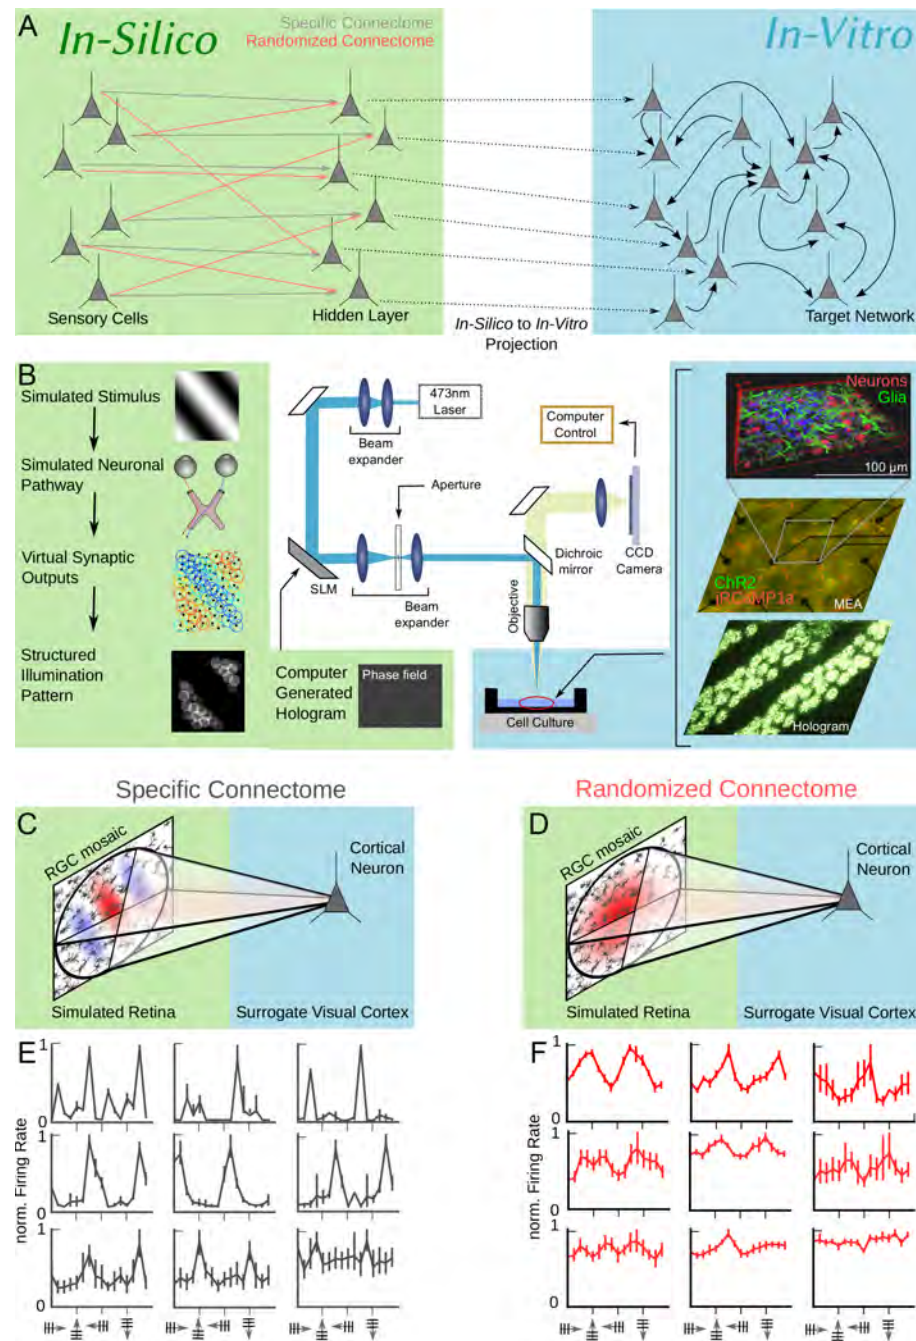 A
In-Silico
Specific Connectome
Randomized Connectome
In-Vitro
Sensory Cells
Hidden Layer
In-Silico to In-Vitro
Projection
Target Network
B
Simulated Stimulus
Simulated Neuronal
Pathway
Virtual Synaptic
Outputs
Structured
Illumination
Pattern
473nm
Laser
Beam
expander
Aperture
SLM
Beam
expander
Computer
Control
Dichroic
mirror
CCD
Camera
Objective
Computer
Generated
Hologram
Phase field
Cell Culture
Neurons
Glia
100 µm
ChR2
jRCAMP1a
MEA
Hologram
Specific Connectome
Randomized Connectome
C
RGC mosaic
Cortical
Neuron
Simulated Retina
Surrogate Visual Cortex
D
RGC mosaic
Cortical
Neuron
Simulated Retina
Surrogate Visual Cortex
E
norm. Firing Rate
1
0
1
0
1
0
F
norm. Firing Rate
1
0
1
0
1
0